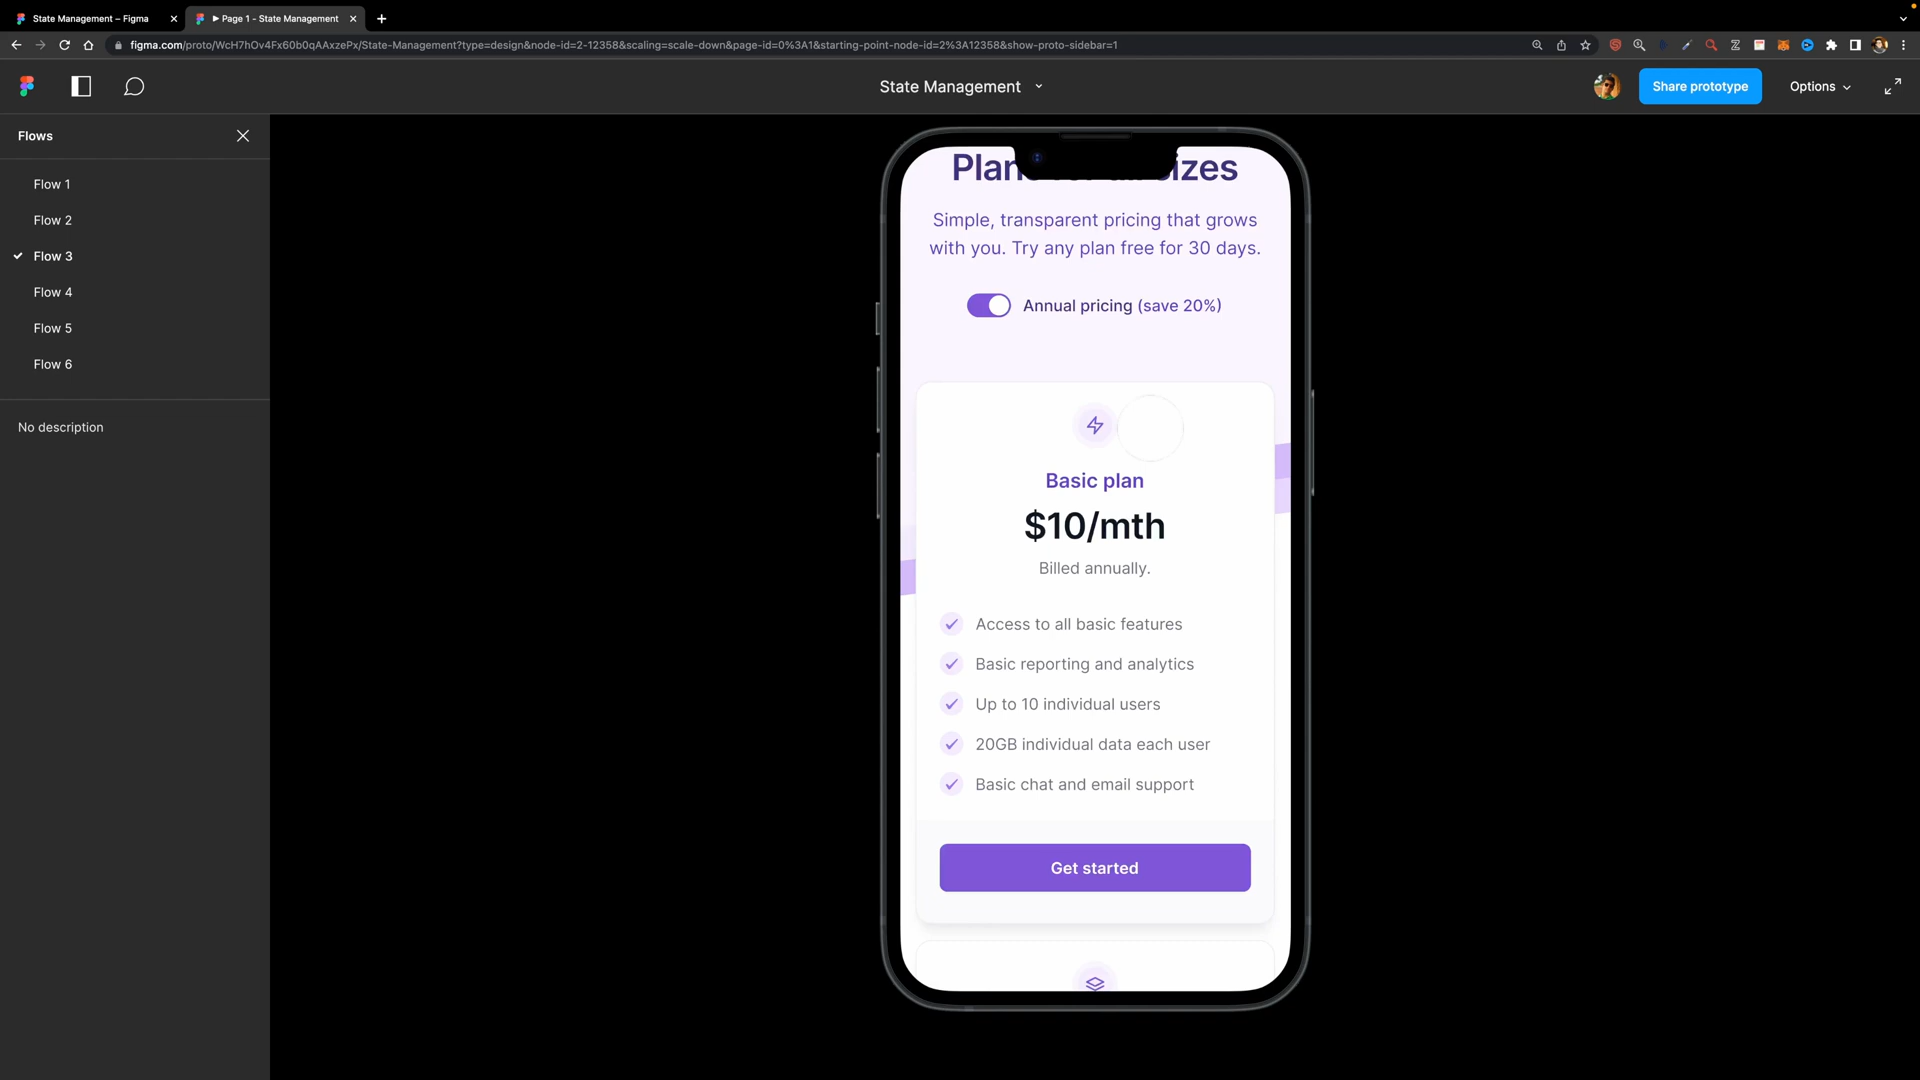 State Management – Figma
Page 1 - State Management
figma.com/proto/WcH7hOv4Fx60b0qAAxzePx/State-Management?type=design&node-id=2-12358&scaling=scale-down&page-id=0%3A1&starting-point-node-id=2%3A12358&show-proto-sidebar=1
State Management
Share prototype
Options
Flows
Flow 1
Flow 2
Flow 3
Flow 4
Flow 5
Flow 6
No description
Simple, transparent pricing that grows
with you. Try any plan free for 30 days.
Annual pricing (save 20%)
Basic plan
$10/mth
Billed annually.
Access to all basic features
Basic reporting and analytics
Up to 10 individual users
20GB individual data each user
Basic chat and email support
Get started